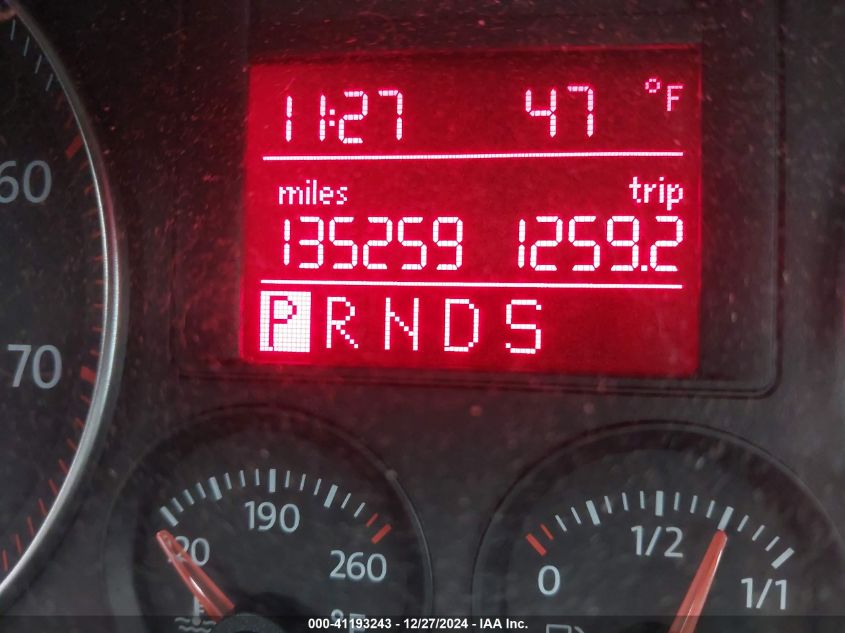 11:27 47 °F
miles trip
135259 1259.2
P R N D S
60
70
190
260
°F
0
1/2
1/1
000-41193243 - 12/27/2024 - IAA Inc.